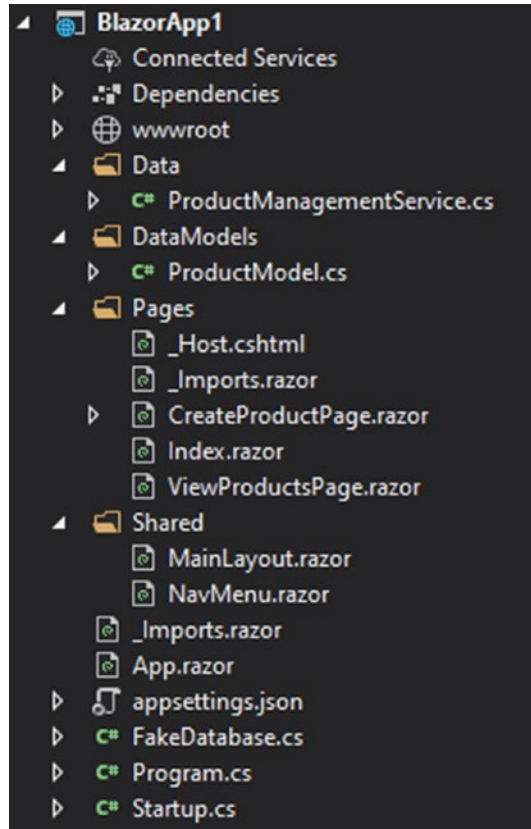 BlazorApp1
Connected Services
Dependencies
wwwroot
Data
C# ProductManagementService.cs
DataModels
C# ProductModel.cs
Pages
_Host.cshtml
_Imports.razor
CreateProductPage.razor
Index.razor
ViewProductsPage.razor
Shared
MainLayout.razor
NavMenu.razor
_Imports.razor
App.razor
appsettings.json
C# FakeDatabase.cs
C# Program.cs
C# Startup.cs